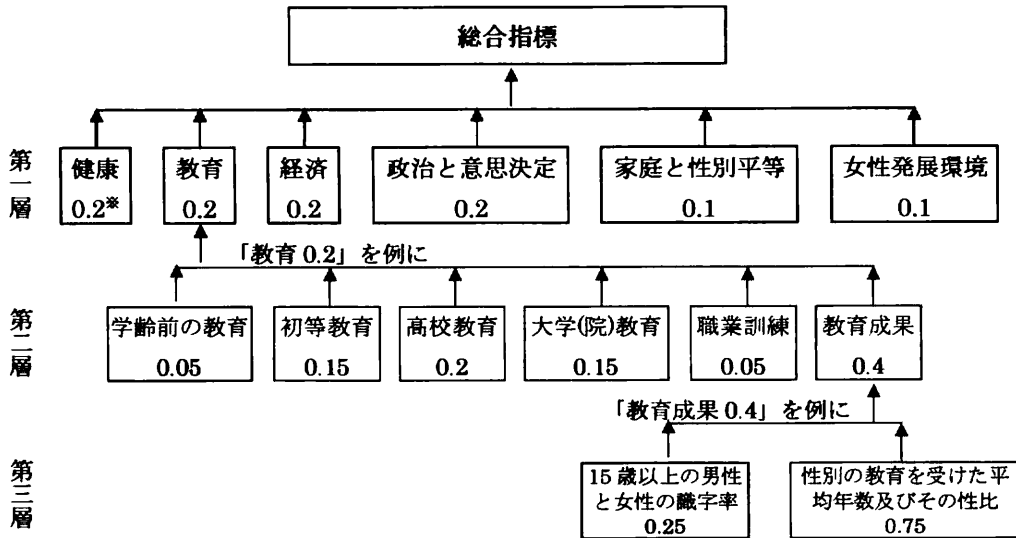 総合指標
第一層
健康
0.2※
教育
0.2
経済
0.2
政治と意思決定
0.2
家庭と性別平等
0.1
女性発展環境
0.1
「教育 0.2」を例に
第二層
学齢前の教育
0.05
初等教育
0.15
高校教育
0.2
大学(院)教育
0.15
職業訓練
0.05
教育成果
0.4
「教育成果 0.4」を例に
第三層
15 歳以上の男性
と女性の識字率
0.25
性別の教育を受けた平
均年数及びその性比
0.75